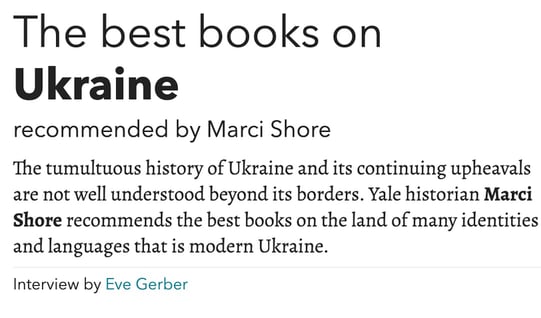 The best books on
Ukraine
recommended by Marci Shore
The tumultuous history of Ukraine and its continuing upheavals
are not well understood beyond its borders. Yale historian Marci
Shore recommends the best books on the land of many identities
and languages that is modern Ukraine.
Interview by Eve Gerber